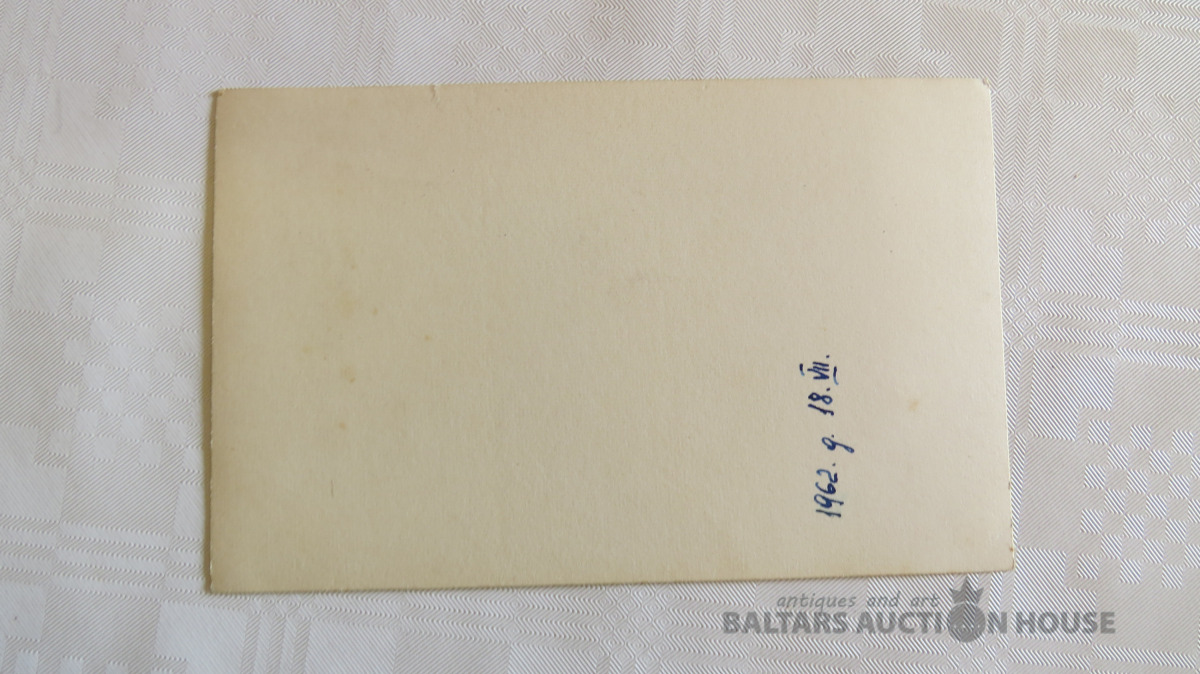 1962. g. 18. VII.
antiques and art
BALTARS AUCTION HOUSE